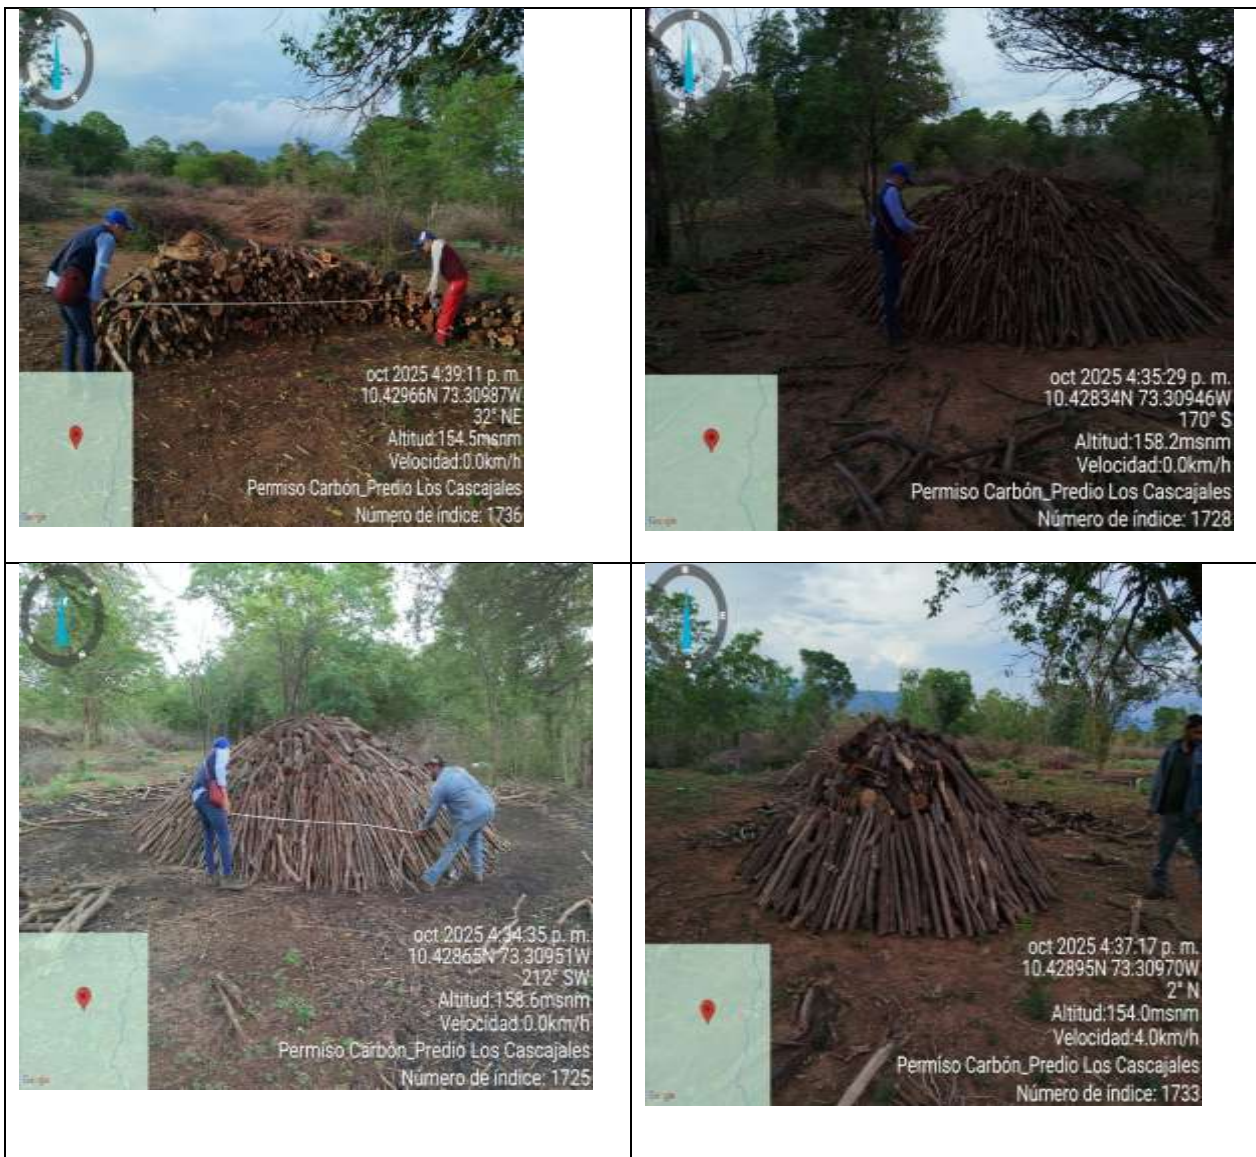 oct 2025 4:39:11 p. m.
10.42966N 73.30987W
32° NE
Altitud:154.5msnm
Velocidad:0.0km/h
Permiso Carbón_Predio Los Cascajales
Número de índice: 1736
Google
oct 2025 4:35:29 p. m.
10.42834N 73.30946W
170° S
Altitud:158.2msnm
Velocidad:0.0km/h
Permiso Carbón_Predio Los Cascajales
Número de índice: 1728
Google
oct 2025 4:34:35 p. m.
10.42865N 73.30951W
212° SW
Altitud:158.6msnm
Velocidad:0.0km/h
Permiso Carbón_Predio Los Cascajales
Número de índice: 1725
Google
oct 2025 4:37:17 p. m.
10.42895N 73.30970W
2° N
Altitud:154.0msnm
Velocidad:4.0km/h
Permiso Carbón_Predio Los Cascajales
Número de índice: 1733
Google